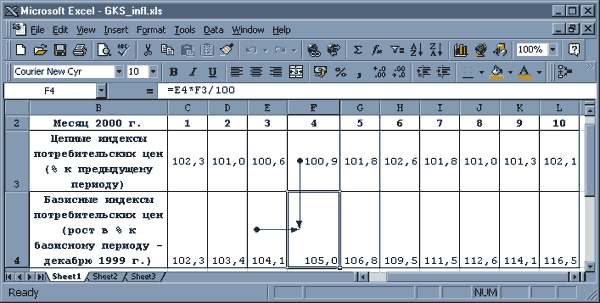 Microsoft Excel - GKS_infl.xls
File Edit View Insert Format Tools Data Window Help
100%
Courier New Cyr 10 B I U % , ,00
F4 = =E4*F3/100
B C D E F G H I J K L
2 Месяц 2000 г. 1 2 3 4 5 6 7 8 9 10
Цепные индексы
потребительских цен
(% к предыдущему
периоду)
3 102,3 101,0 100,6 100,9 101,8 102,6 101,8 101,0 101,3 102,1
Базисные индексы
потребительских цен
(рост в % к
базисному периоду -
декабрю 1999 г.)
4 102,3 103,4 104,1 105,0 106,8 109,5 111,5 112,6 114,1 116,5
Sheet1 Sheet2 Sheet3
Ready NUM